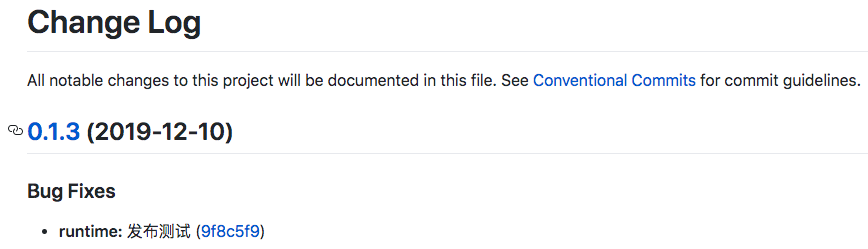 Change Log
All notable changes to this project will be documented in this file. See Conventional Commits for commit guidelines.
0.1.3 (2019-12-10)
Bug Fixes
• runtime: 发布测试 (9f8c5f9)